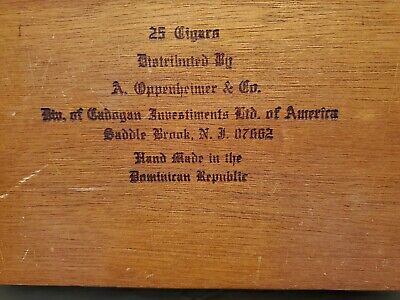 25 Cigars
Distributed By
A. Oppenheimer & Co.
Div. of Cadogan Investiments Ltd. of America
Saddle Brook, N. J. 07662
Hand Made in the
Dominican Republic